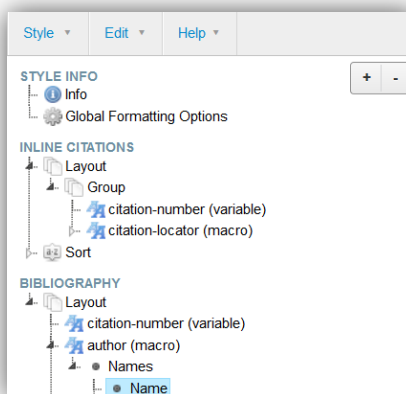 Style Edit Help
STYLE INFO + -
Info
Global Formatting Options
INLINE CITATIONS
Layout
Group
citation-number (variable)
citation-locator (macro)
Sort
BIBLIOGRAPHY
Layout
citation-number (variable)
author (macro)
Names
Name